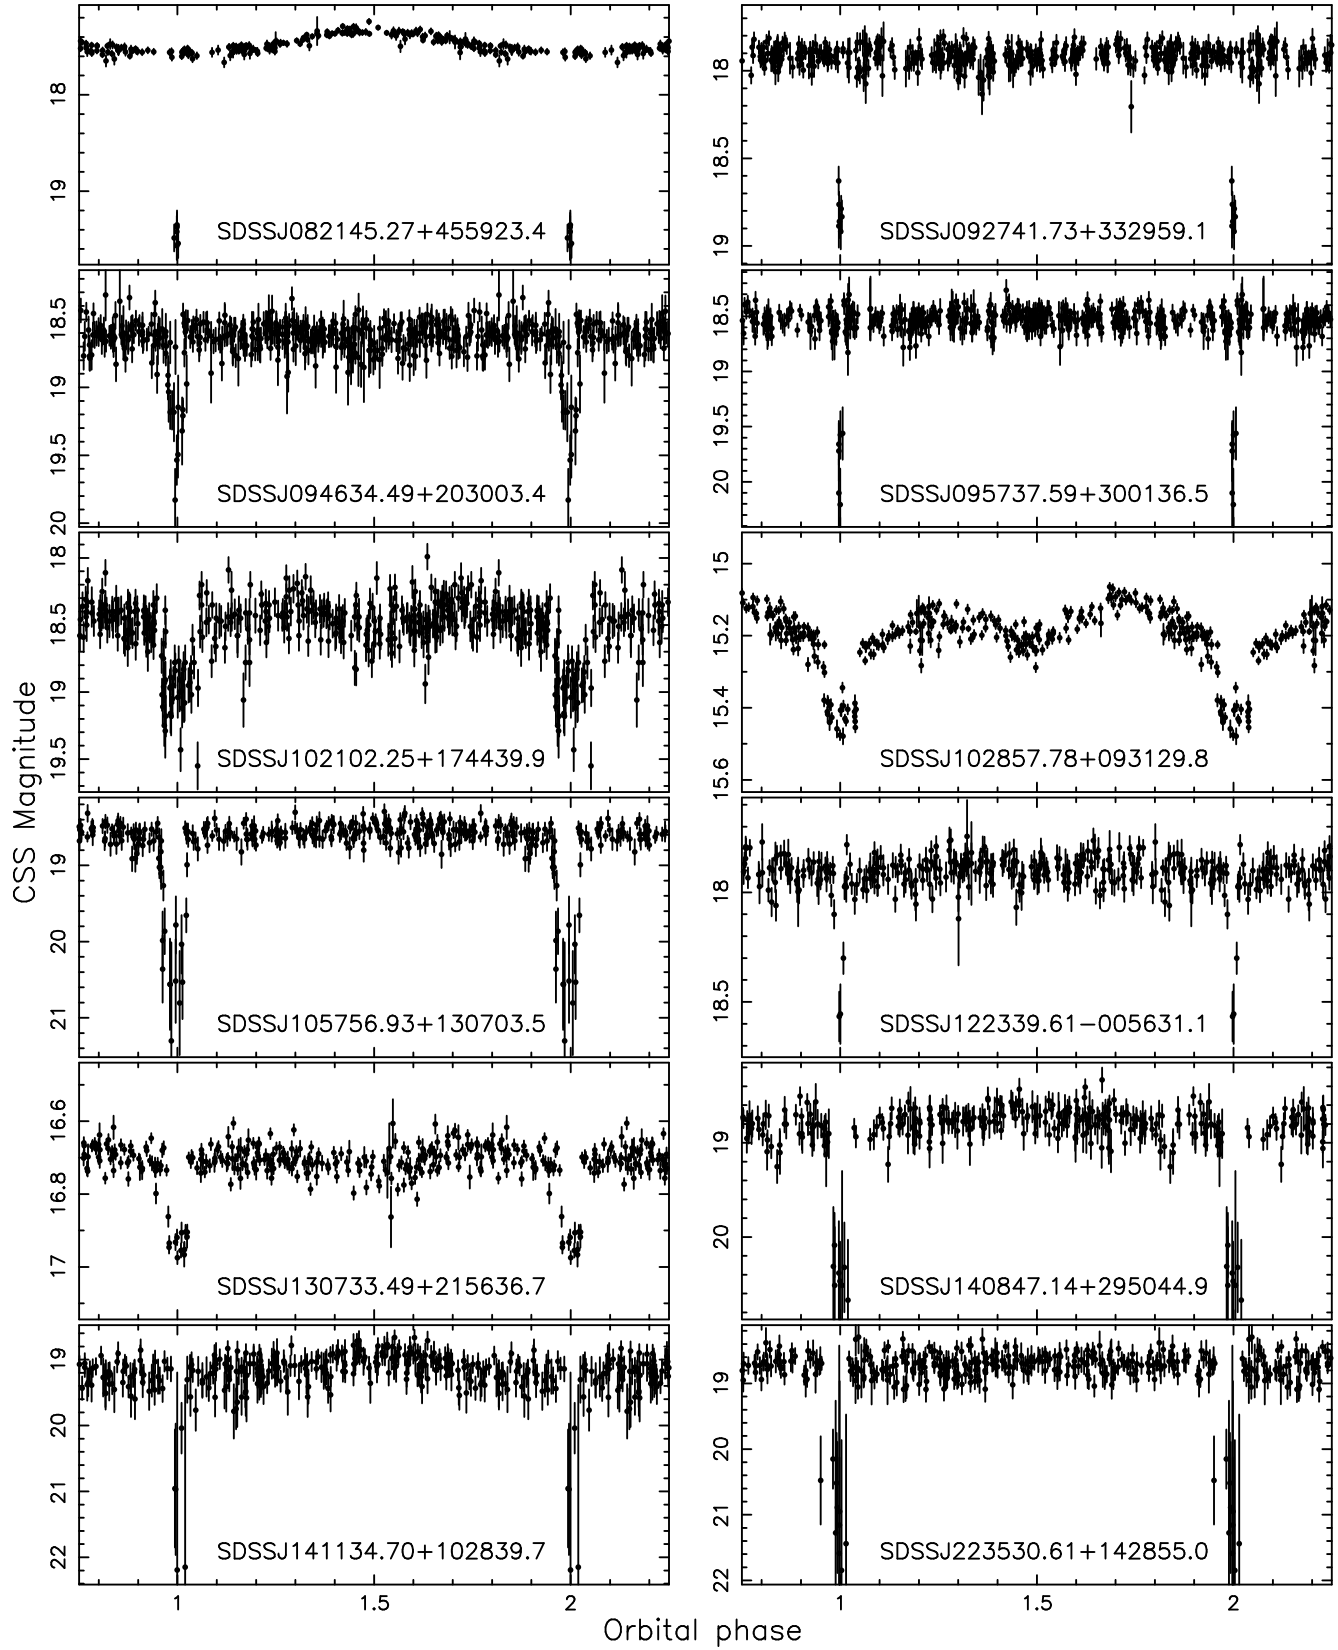 18
19
SDSSJ082145.27+455923.4
18
18.5
19
SDSSJ092741.73+332959.1
18.5
19
19.5
20
SDSSJ094634.49+203003.4
18.5
19
19.5
20
SDSSJ095737.59+300136.5
18
18.5
19
19.5
SDSSJ102102.25+174439.9
15
15.2
15.4
15.6
SDSSJ102857.78+093129.8
CSS Magnitude
19
20
21
SDSSJ105756.93+130703.5
18
18.5
SDSSJ122339.61−005631.1
16.6
16.8
17
SDSSJ130733.49+215636.7
19
20
SDSSJ140847.14+295044.9
19
20
21
22
SDSSJ141134.70+102839.7
19
20
21
22
SDSSJ223530.61+142855.0
1 1.5 2 1 1.5 2
Orbital phase